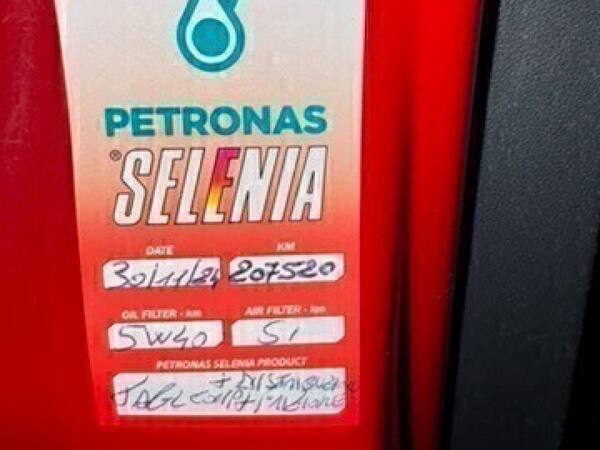 PETRONAS
® SELENIA
DATE KM
30/11/24 207520
OIL FILTER - km AIR FILTER - km
5W40 SI
PETRONAS SELENIA PRODUCT
+